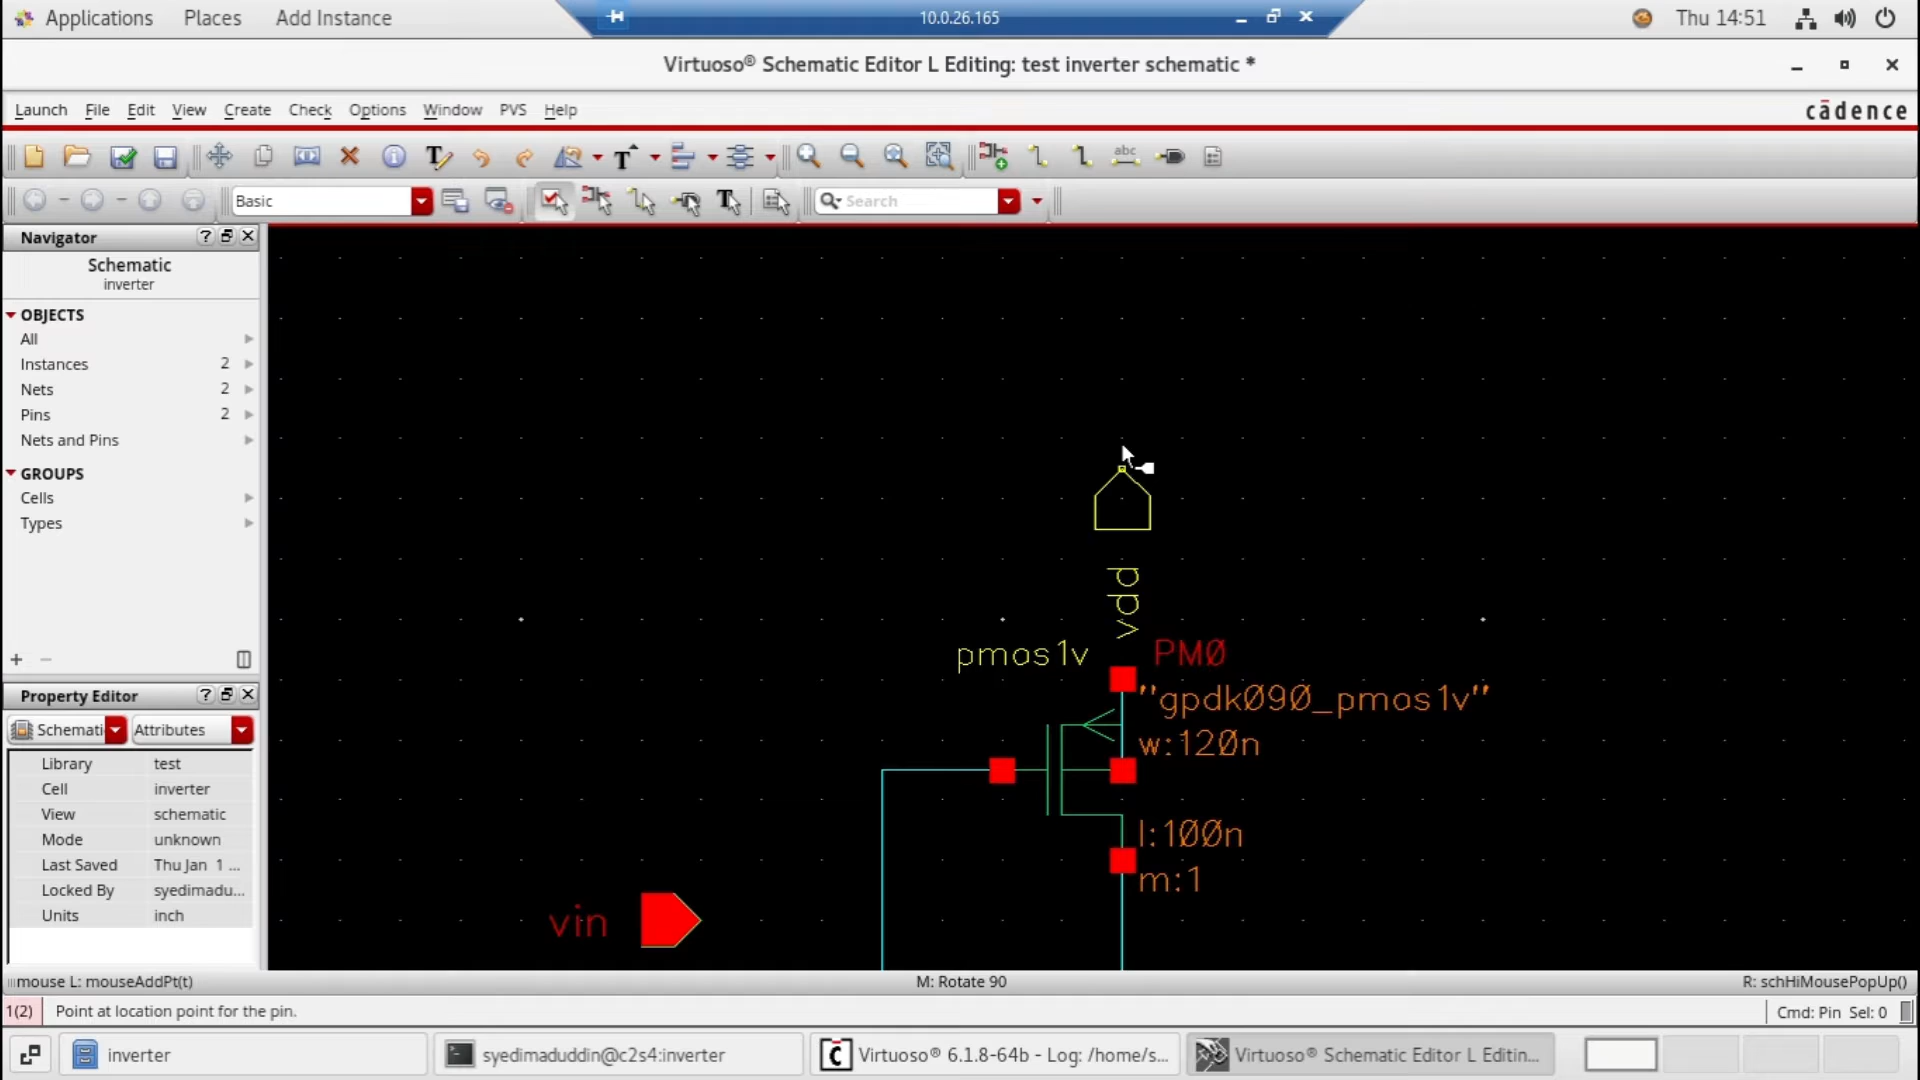 Applications Places Add Instance 10.0.26.165 Thu 14:51
Virtuoso® Schematic Editor L Editing: test inverter schematic *
Launch File Edit View Create Check Options Window PVS Help cādence
abc
Basic Search
Navigator
Schematic
inverter
OBJECTS
All
Instances 2
Nets 2
Pins 2
Nets and Pins
GROUPS
Cells
Types
Property Editor
Schemati Attributes
Library test
Cell inverter
View schematic
Mode unknown
Last Saved Thu Jan 1 ...
Locked By syedimadu...
Units inch
vdd
pmos1v PM0
"gpdk090_pmos1v"
w:120n
l:100n
m:1
vin
mouse L: mouseAddPt(t) M: Rotate 90 R: schHiMousePopUp()
1(2) Point at location point for the pin. Cmd: Pin Sel: 0
inverter syedimaduddin@c2s4:inverter Virtuoso® 6.1.8-64b - Log: /home/s... Virtuoso® Schematic Editor L Editin...